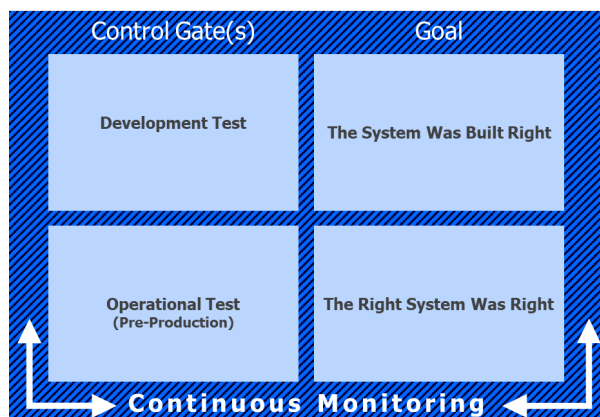 Control Gate(s) Goal
Development Test
The System Was Built Right
Operational Test
(Pre-Production)
The Right System Was Right
Continuous Monitoring